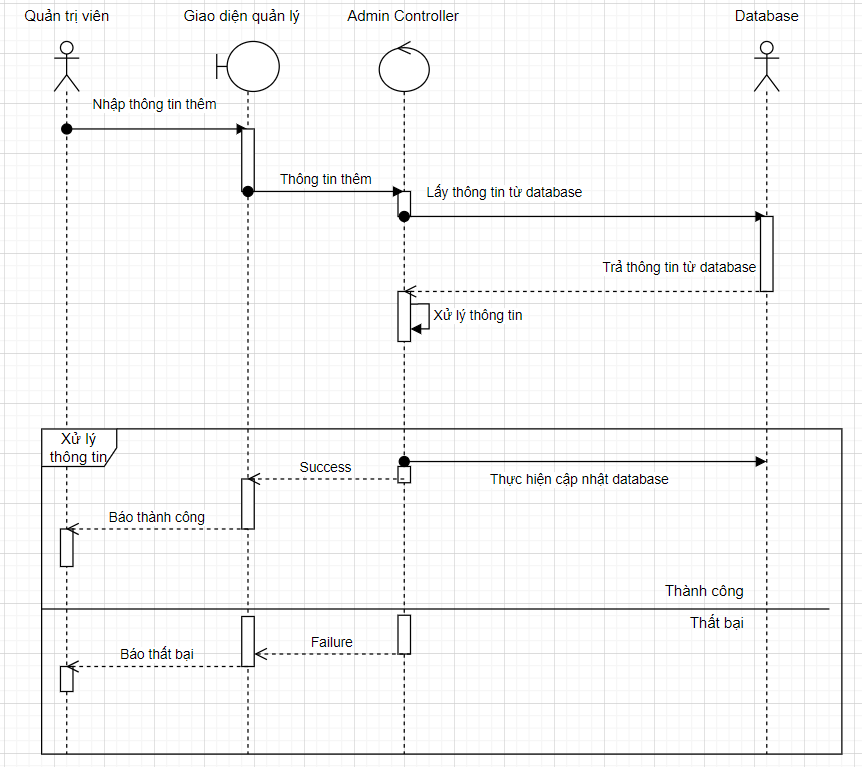 Quản trị viên
Giao diện quản lý
Admin Controller
Database
Nhập thông tin thêm
Thông tin thêm
Lấy thông tin từ database
Trả thông tin từ database
Xử lý thông tin
Xử lý
thông tin
Success
Thực hiện cập nhật database
Báo thành công
Thành công
Thất bại
Failure
Báo thất bại